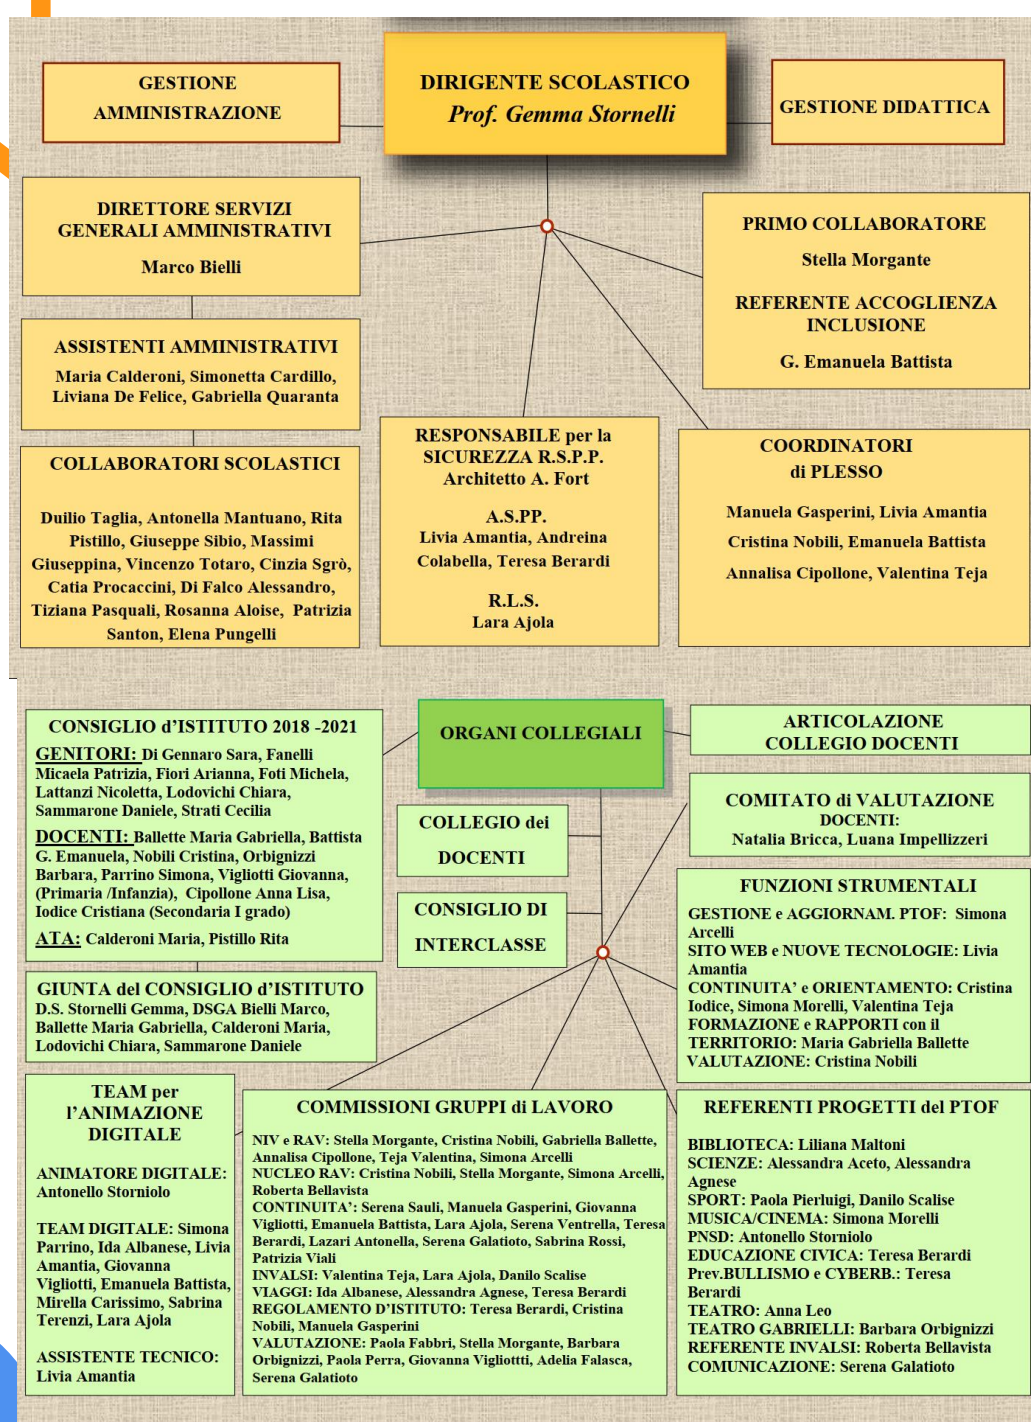 GESTIONE
AMMINISTRAZIONE
DIRIGENTE SCOLASTICO
Prof. Gemma Stornelli
GESTIONE DIDATTICA
DIRETTORE SERVIZI
GENERALI AMMINISTRATIVI
Marco Bielli
PRIMO COLLABORATORE
Stella Morgante
REFERENTE ACCOGLIENZA
INCLUSIONE
G. Emanuela Battista
ASSISTENTI AMMINISTRATIVI
Maria Calderoni, Simonetta Cardillo,
Liviana De Felice, Gabriella Quaranta
COLLABORATORI SCOLASTICI
Duilio Taglia, Antonella Mantuano, Rita
Pistillo, Giuseppe Sibio, Massimi
Giuseppina, Vincenzo Totaro, Cinzia Sgrò,
Catia Procaccini, Di Falco Alessandro,
Tiziana Pasquali, Rosanna Aloise, Patrizia
Santon, Elena Pungelli
RESPONSABILE per la
SICUREZZA R.S.P.P.
Architetto A. Fort
A.S.PP.
Livia Amantia, Andreina
Colabella, Teresa Berardi
R.L.S.
Lara Ajola
COORDINATORI
di PLESSO
Manuela Gasperini, Livia Amantia
Cristina Nobili, Emanuela Battista
Annalisa Cipollone, Valentina Teja
CONSIGLIO d'ISTITUTO 2018 -2021
GENITORI: Di Gennaro Sara, Fanelli
Micaela Patrizia, Fiori Arianna, Foti Michela,
Lattanzi Nicoletta, Lodovichi Chiara,
Sammarone Daniele, Strati Cecilia
DOCENTI: Ballette Maria Gabriella, Battista
G. Emanuela, Nobili Cristina, Orbignizzi
Barbara, Parrino Simona, Vigliotti Giovanna,
(Primaria /Infanzia), Cipollone Anna Lisa,
Iodice Cristiana (Secondaria I grado)
ATA: Calderoni Maria, Pistillo Rita
ORGANI COLLEGIALI
ARTICOLAZIONE
COLLEGIO DOCENTI
COLLEGIO dei
DOCENTI
CONSIGLIO DI
INTERCLASSE
COMITATO di VALUTAZIONE
DOCENTI:
Natalia Bricca, Luana Impellizzeri
FUNZIONI STRUMENTALI
GESTIONE e AGGIORNAM. PTOF: Simona
Arcelli
SITO WEB e NUOVE TECNOLOGIE: Livia
Amantia
CONTINUITA' e ORIENTAMENTO: Cristina
Iodice, Simona Morelli, Valentina Teja
FORMAZIONE e RAPPORTI con il
TERRITORIO: Maria Gabriella Ballette
VALUTAZIONE: Cristina Nobili
GIUNTA del CONSIGLIO d'ISTITUTO
D.S. Stornelli Gemma, DSGA Bielli Marco,
Ballette Maria Gabriella, Calderoni Maria,
Lodovichi Chiara, Sammarone Daniele
TEAM per
l'ANIMAZIONE
DIGITALE
ANIMATORE DIGITALE:
Antonello Storniolo
TEAM DIGITALE: Simona
Parrino, Ida Albanese, Livia
Amantia, Giovanna
Vigliotti, Emanuela Battista,
Mirella Carissimo, Sabrina
Terenzi, Lara Ajola
ASSISTENTE TECNICO:
Livia Amantia
COMMISSIONI GRUPPI di LAVORO
NIV e RAV: Stella Morgante, Cristina Nobili, Gabriella Ballette,
Annalisa Cipollone, Teja Valentina, Simona Arcelli
NUCLEO RAV: Cristina Nobili, Stella Morgante, Simona Arcelli,
Roberta Bellavista
CONTINUITA': Serena Sauli, Manuela Gasperini, Giovanna
Vigliotti, Emanuela Battista, Lara Ajola, Serena Ventrella, Teresa
Berardi, Lazari Antonella, Serena Galatioto, Sabrina Rossi,
Patrizia Viali
INVALSI: Valentina Teja, Lara Ajola, Danilo Scalise
VIAGGI: Ida Albanese, Alessandra Agnese, Teresa Berardi
REGOLAMENTO D'ISTITUTO: Teresa Berardi, Cristina
Nobili, Manuela Gasperini
VALUTAZIONE: Paola Fabbri, Stella Morgante, Barbara
Orbignizzi, Paola Perra, Giovanna Vigliottti, Adelia Falasca,
Serena Galatioto
REFERENTI PROGETTI del PTOF
BIBLIOTECA: Liliana Maltoni
SCIENZE: Alessandra Aceto, Alessandra
Agnese
SPORT: Paola Pierluigi, Danilo Scalise
MUSICA/CINEMA: Simona Morelli
PNSD: Antonello Storniolo
EDUCAZIONE CIVICA: Teresa Berardi
Prev.BULLISMO e CYBERB.: Teresa
Berardi
TEATRO: Anna Leo
TEATRO GABRIELLI: Barbara Orbignizzi
REFERENTE INVALSI: Roberta Bellavista
COMUNICAZIONE: Serena Galatioto